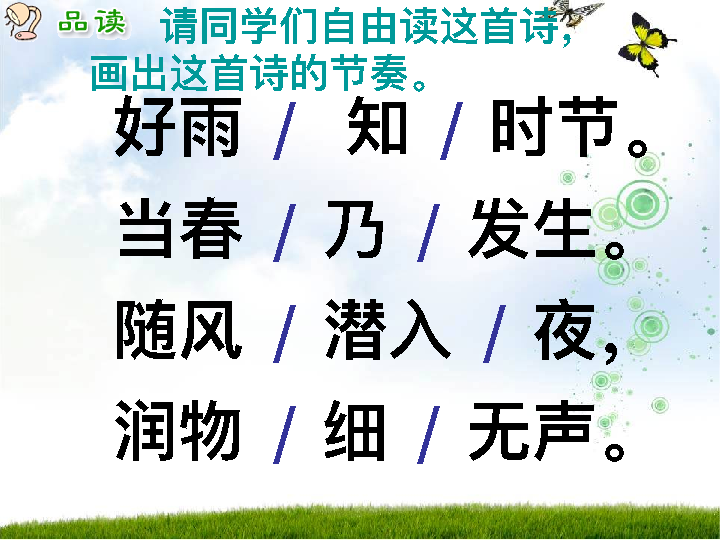 品读
请同学们自由读这首诗，
画出这首诗的节奏。
好雨 / 知 / 时节。
当春 / 乃 / 发生。
随风 / 潜入 / 夜，
润物 / 细 / 无声。